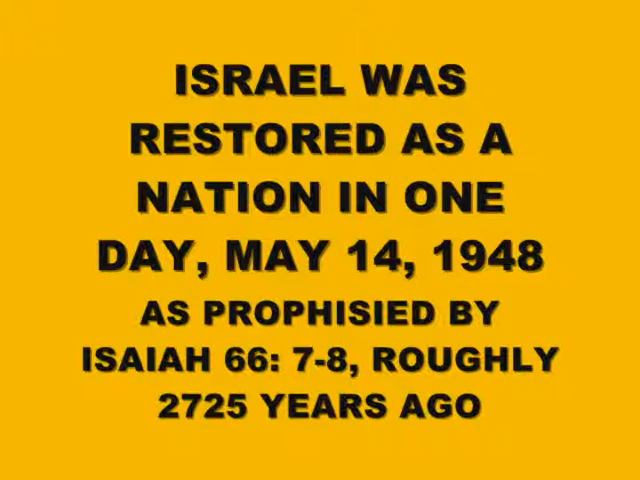 ISRAEL WAS
RESTORED AS A
NATION IN ONE
DAY, MAY 14, 1948
AS PROPHISIED BY
ISAIAH 66: 7-8, ROUGHLY
2725 YEARS AGO